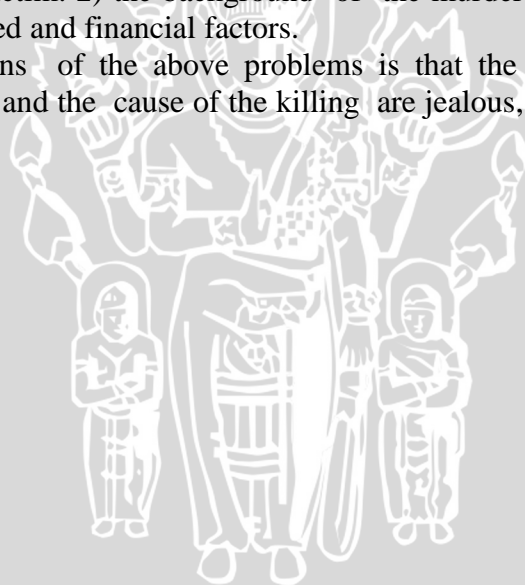 2) the background of the murder
ed and financial factors.
ns of the above problems is that the
and the cause of the killing are jealous,